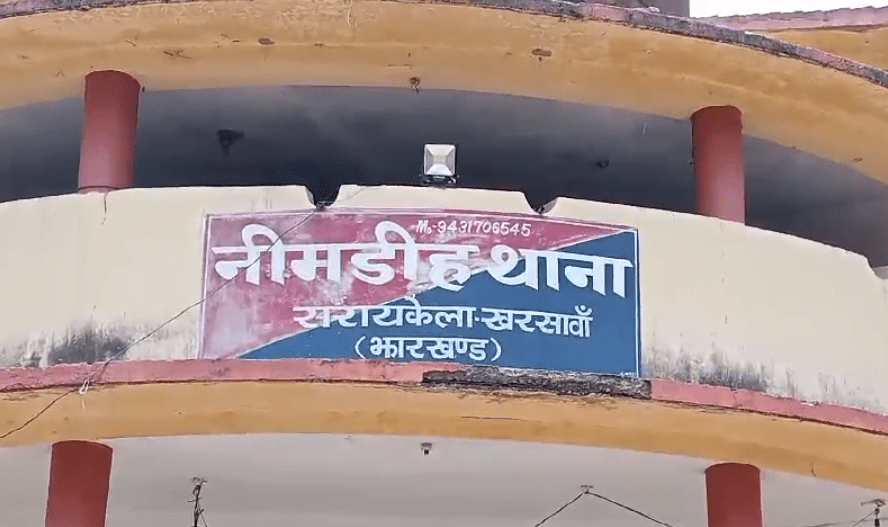 M.-9431706545
नीमडीह थाना
सरायकेला-खरसावाँ
(झारखण्ड)